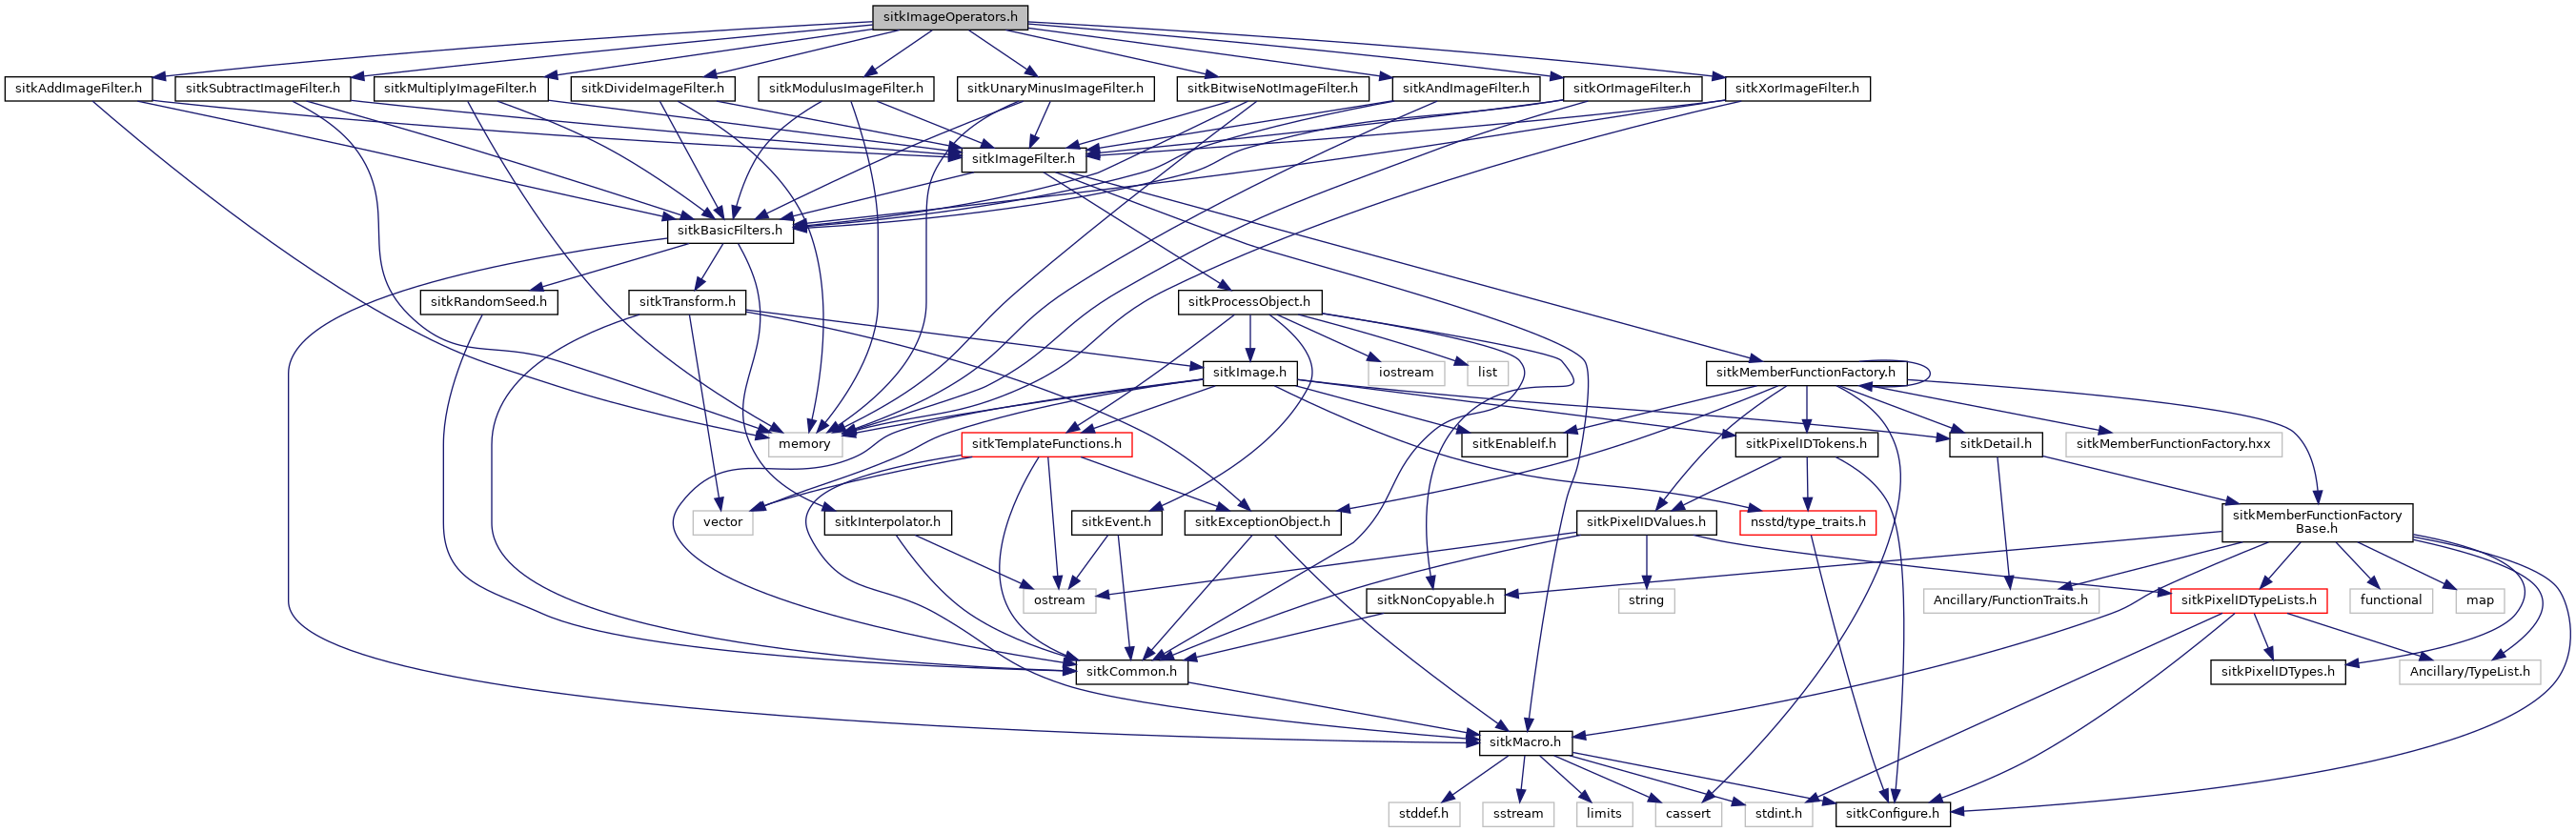 sitkImageOperators.h
sitkAddImageFilter.h
sitkSubtractImageFilter.h
sitkMultiplyImageFilter.h
sitkDivideImageFilter.h
sitkModulusImageFilter.h
sitkUnaryMinusImageFilter.h
sitkBitwiseNotImageFilter.h
sitkAndImageFilter.h
sitkOrImageFilter.h
sitkXorImageFilter.h
sitkImageFilter.h
sitkBasicFilters.h
sitkRandomSeed.h
sitkTransform.h
sitkProcessObject.h
sitkImage.h
iostream
list
sitkMemberFunctionFactory.h
memory
sitkTemplateFunctions.h
sitkEnableIf.h
sitkPixelIDTokens.h
sitkDetail.h
sitkMemberFunctionFactory.hxx
vector
sitkInterpolator.h
sitkEvent.h
sitkExceptionObject.h
sitkPixelIDValues.h
nsstd/type_traits.h
sitkMemberFunctionFactory
Base.h
ostream
sitkNonCopyable.h
string
Ancillary/FunctionTraits.h
sitkPixelIDTypeLists.h
functional
map
sitkCommon.h
sitkPixelIDTypes.h
Ancillary/TypeList.h
sitkMacro.h
stddef.h
sstream
limits
cassert
stdint.h
sitkConfigure.h